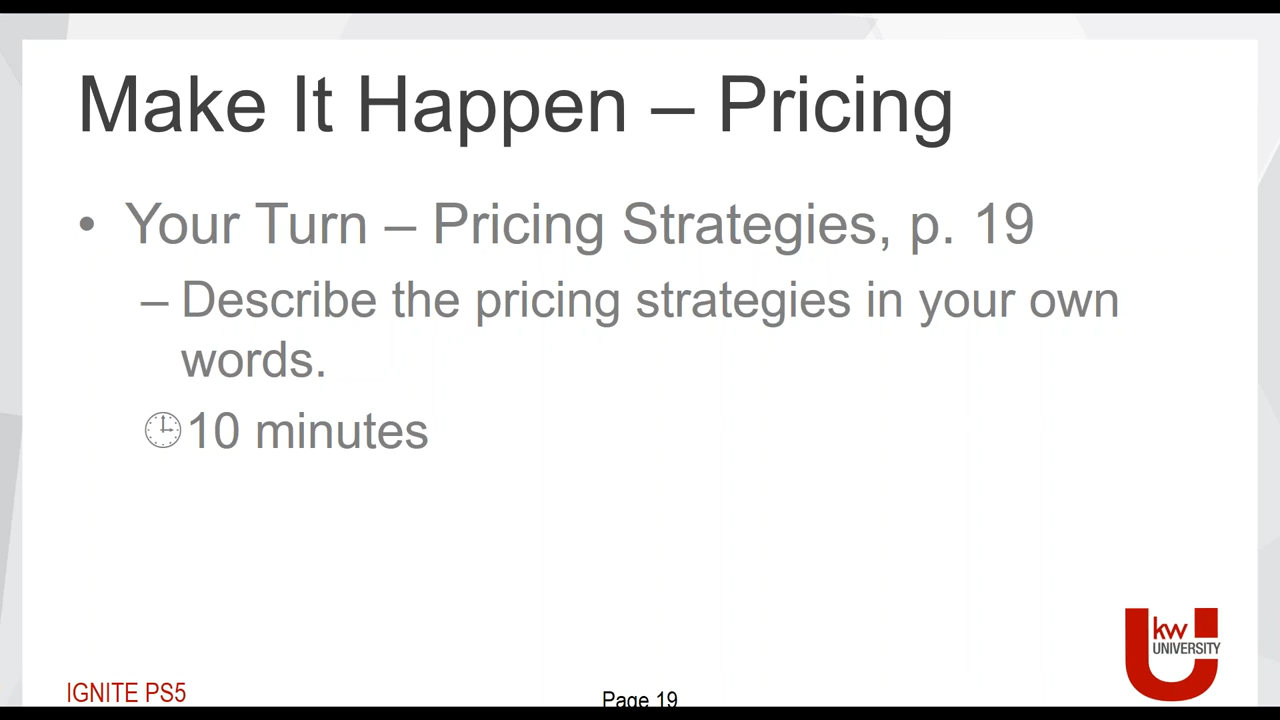 Make It Happen – Pricing
• Your Turn – Pricing Strategies, p. 19
– Describe the pricing strategies in your own
words.
🕒10 minutes
kw
UNIVERSITY
IGNITE PS5
Page 19